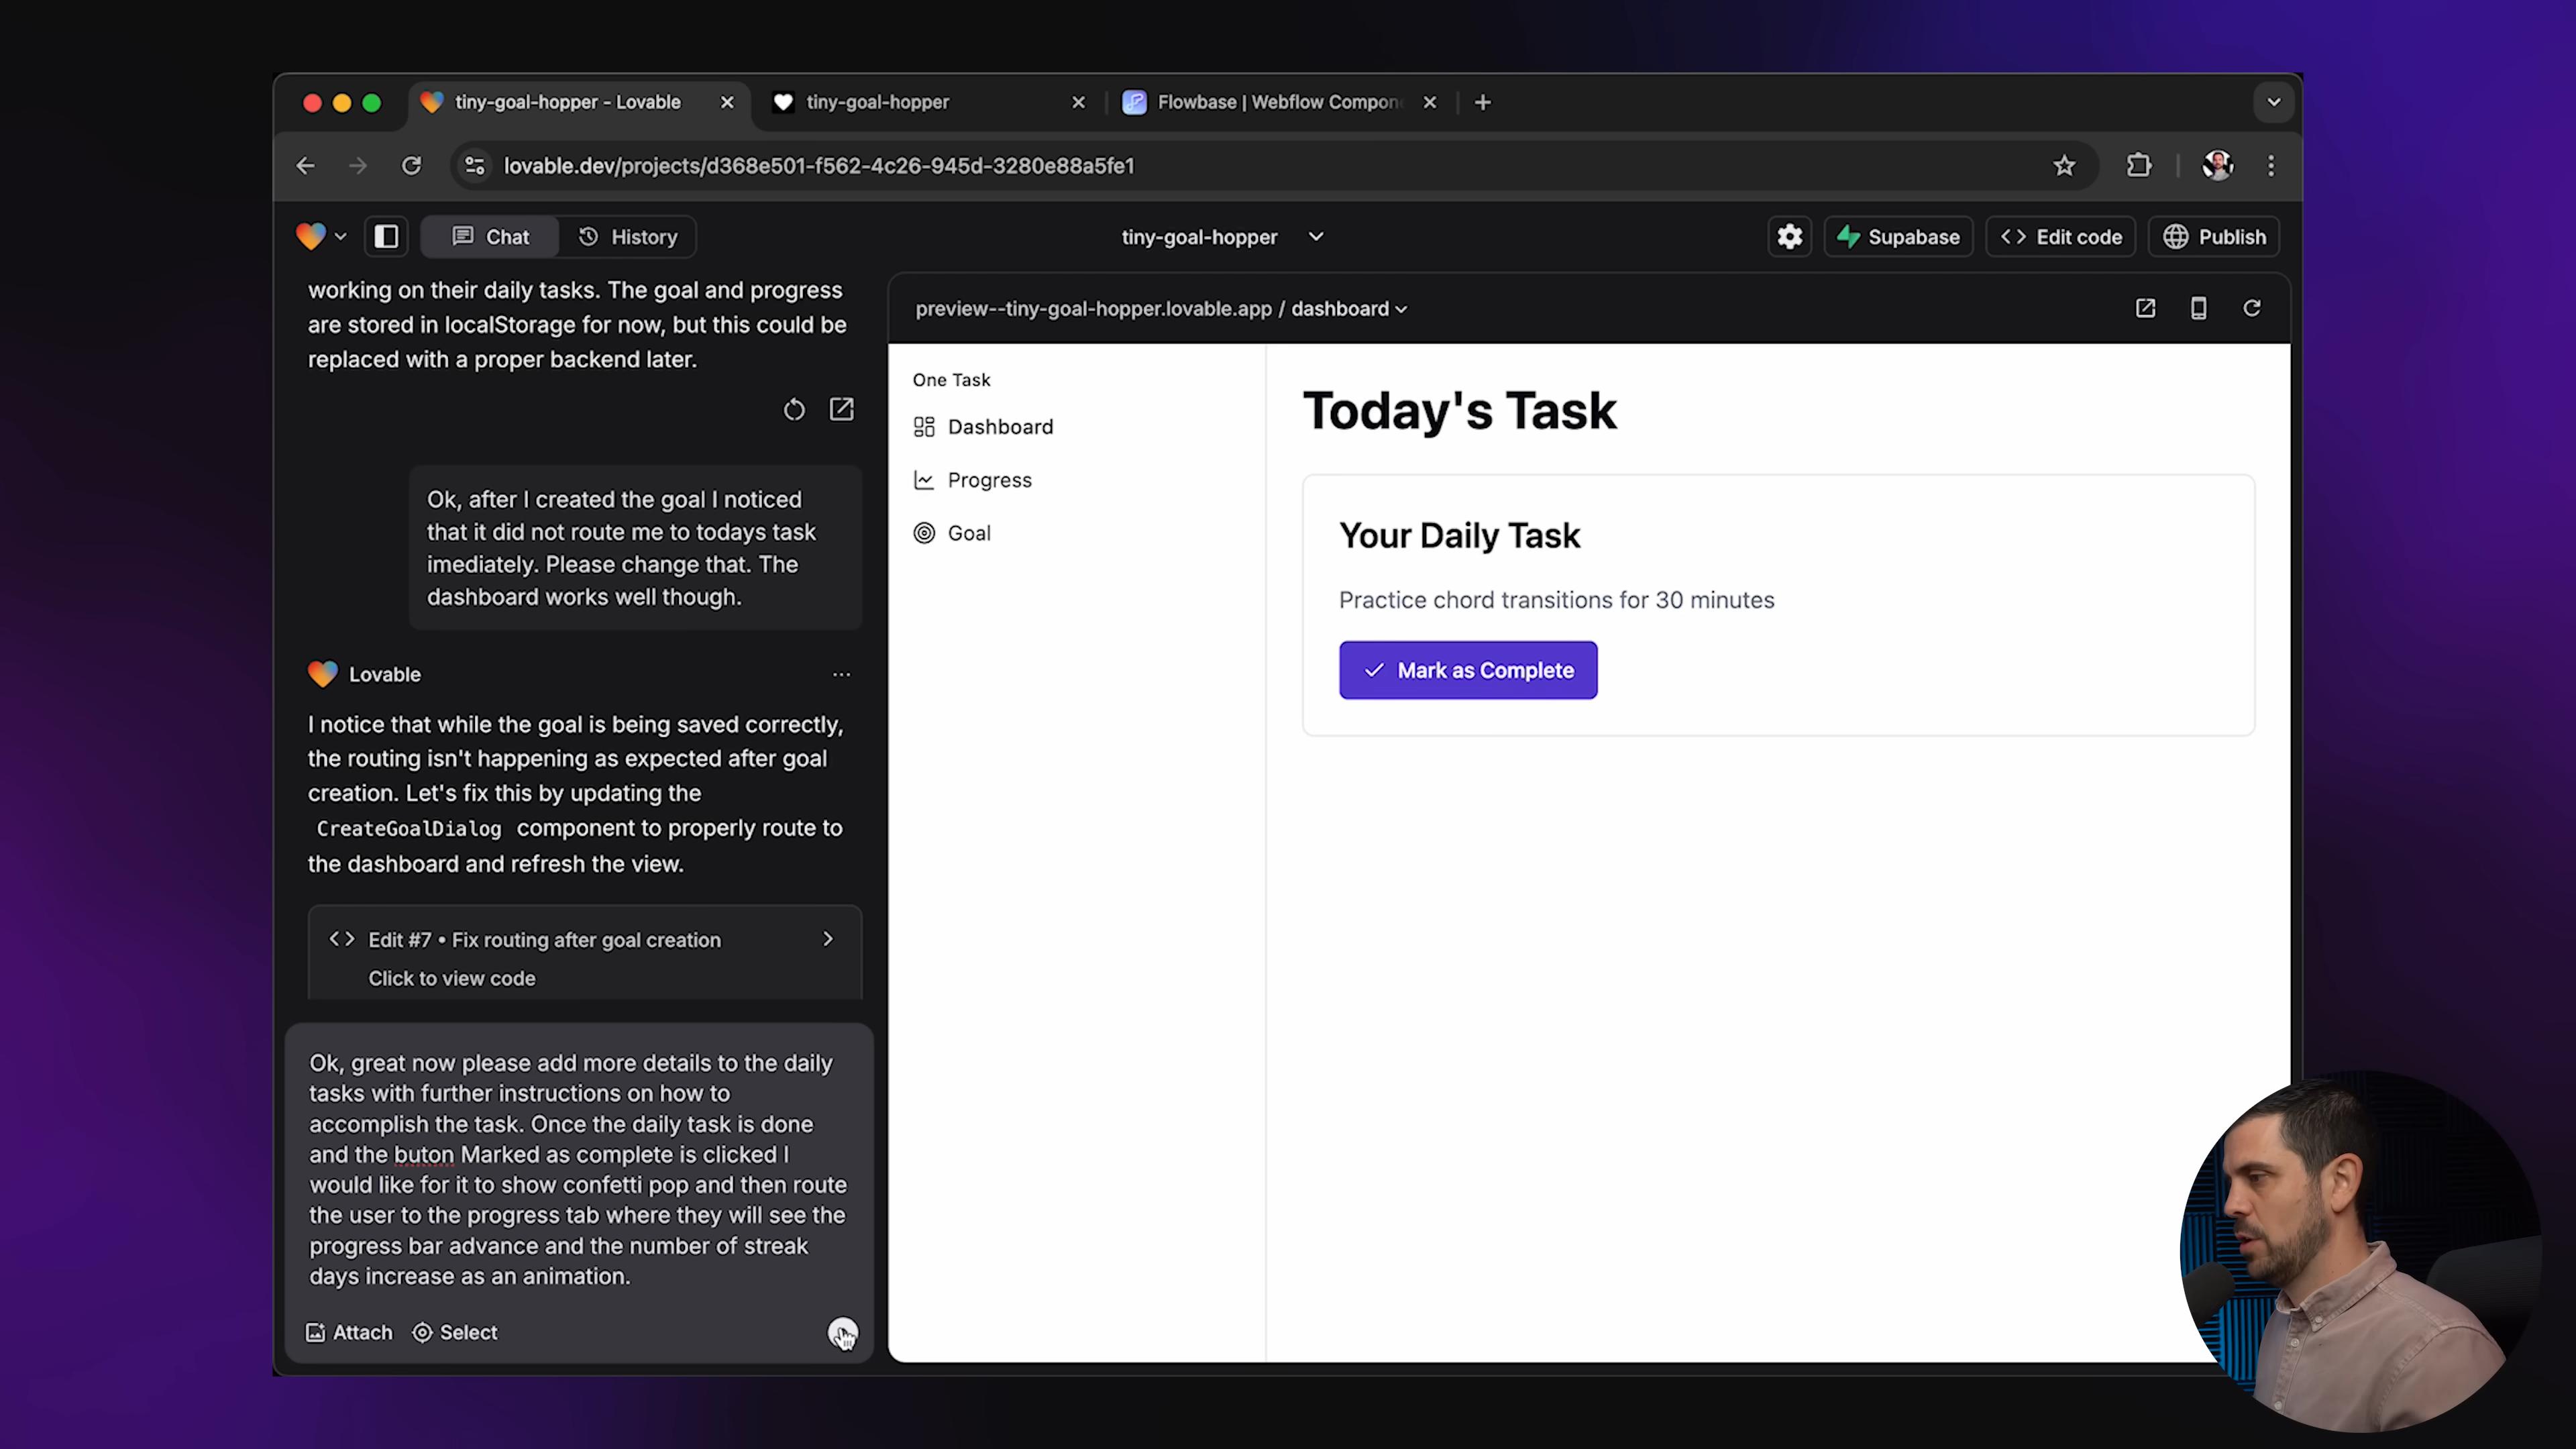 tiny-goal-hopper - Lovable
tiny-goal-hopper
Flowbase | Webflow Compon
lovable.dev/projects/d368e501-f562-4c26-945d-3280e88a5fe1
Chat
History
tiny-goal-hopper
Supabase
Edit code
Publish
working on their daily tasks. The goal and progress
are stored in localStorage for now, but this could be
replaced with a proper backend later.
Ok, after I created the goal I noticed
that it did not route me to todays task
imediately. Please change that. The
dashboard works well though.
Lovable
I notice that while the goal is being saved correctly,
the routing isn't happening as expected after goal
creation. Let's fix this by updating the
CreateGoalDialog component to properly route to
the dashboard and refresh the view.
Edit #7 • Fix routing after goal creation
Click to view code
Ok, great now please add more details to the daily
tasks with further instructions on how to
accomplish the task. Once the daily task is done
and the buton Marked as complete is clicked I
would like for it to show confetti pop and then route
the user to the progress tab where they will see the
progress bar advance and the number of streak
days increase as an animation.
Attach
Select
preview--tiny-goal-hopper.lovable.app / dashboard
One Task
Dashboard
Progress
Goal
Today's Task
Your Daily Task
Practice chord transitions for 30 minutes
Mark as Complete